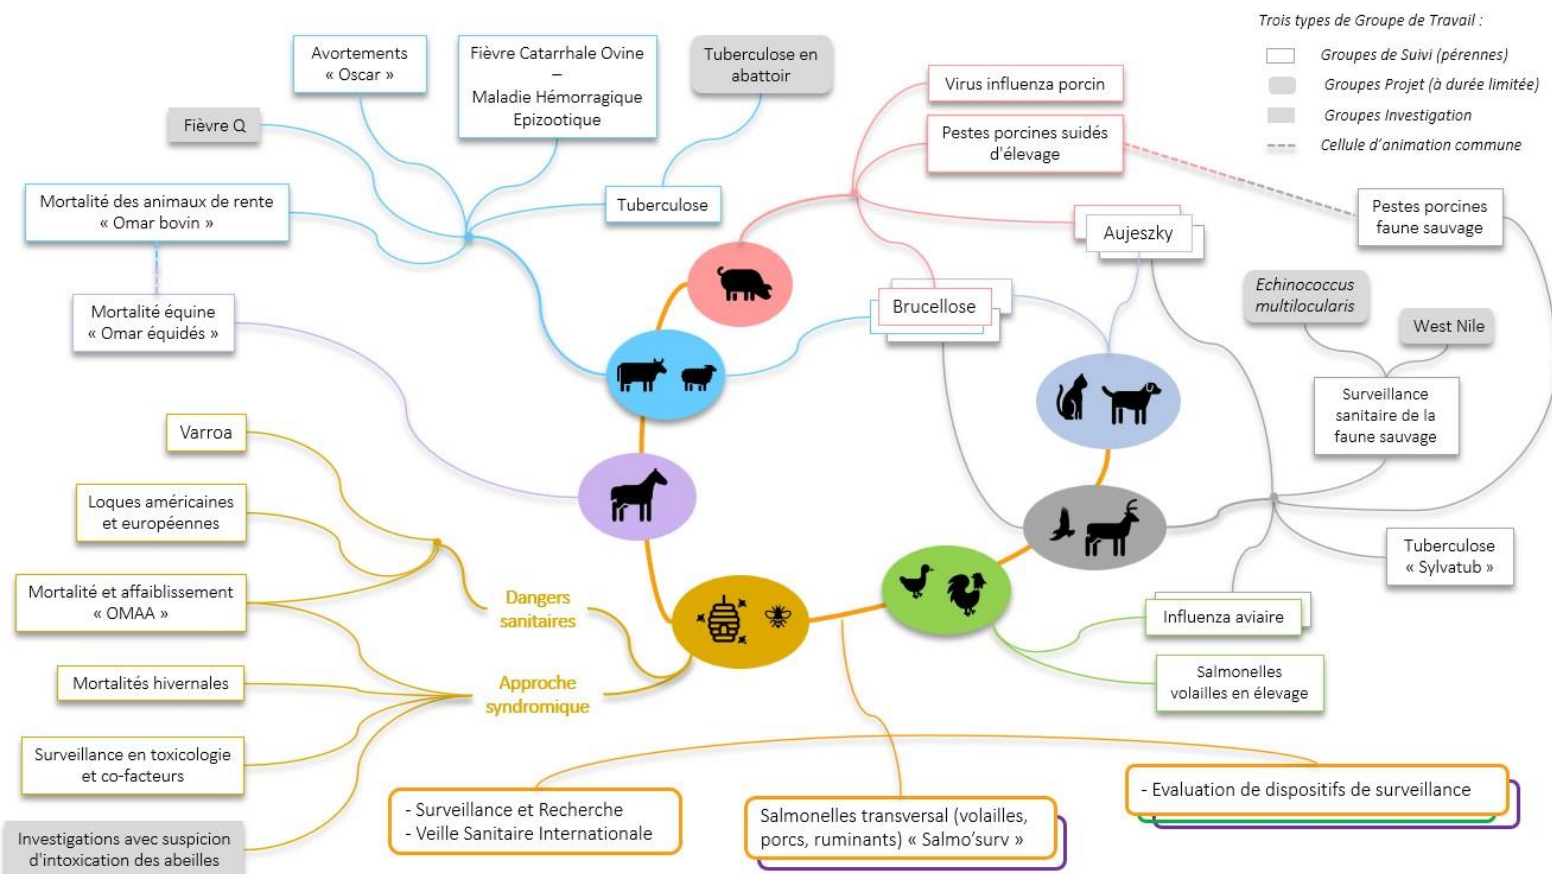 Trois types de Groupe de Travail :
Groupes de Suivi (pérennes)
Groupes Projet (à durée limitée)
Groupes Investigation
Cellule d'animation commune
Avortements
« Oscar »
Fièvre Catarrhale Ovine
–
Maladie Hémorragique
Epizootique
Tuberculose en
abattoir
Fièvre Q
Mortalité des animaux de rente
« Omar bovin »
Tuberculose
Mortalité équine
« Omar équidés »
Virus influenza porcin
Pestes porcines suidés
d'élevage
Pestes porcines
faune sauvage
Aujeszky
Brucellose
Echinococcus
multilocularis
West Nile
Surveillance
sanitaire de la
faune sauvage
Tuberculose
« Sylvatub »
Influenza aviaire
Salmonelles
volailles en élevage
Varroa
Loques américaines
et européennes
Mortalité et affaiblissement
« OMAA »
Dangers
sanitaires
Mortalités hivernales
Approche
syndromique
Surveillance en toxicologie
et co-facteurs
Investigations avec suspicion
d'intoxication des abeilles
- Surveillance et Recherche
- Veille Sanitaire Internationale
Salmonelles transversal (volailles,
porcs, ruminants) « Salmo'surv »
- Evaluation de dispositifs de surveillance